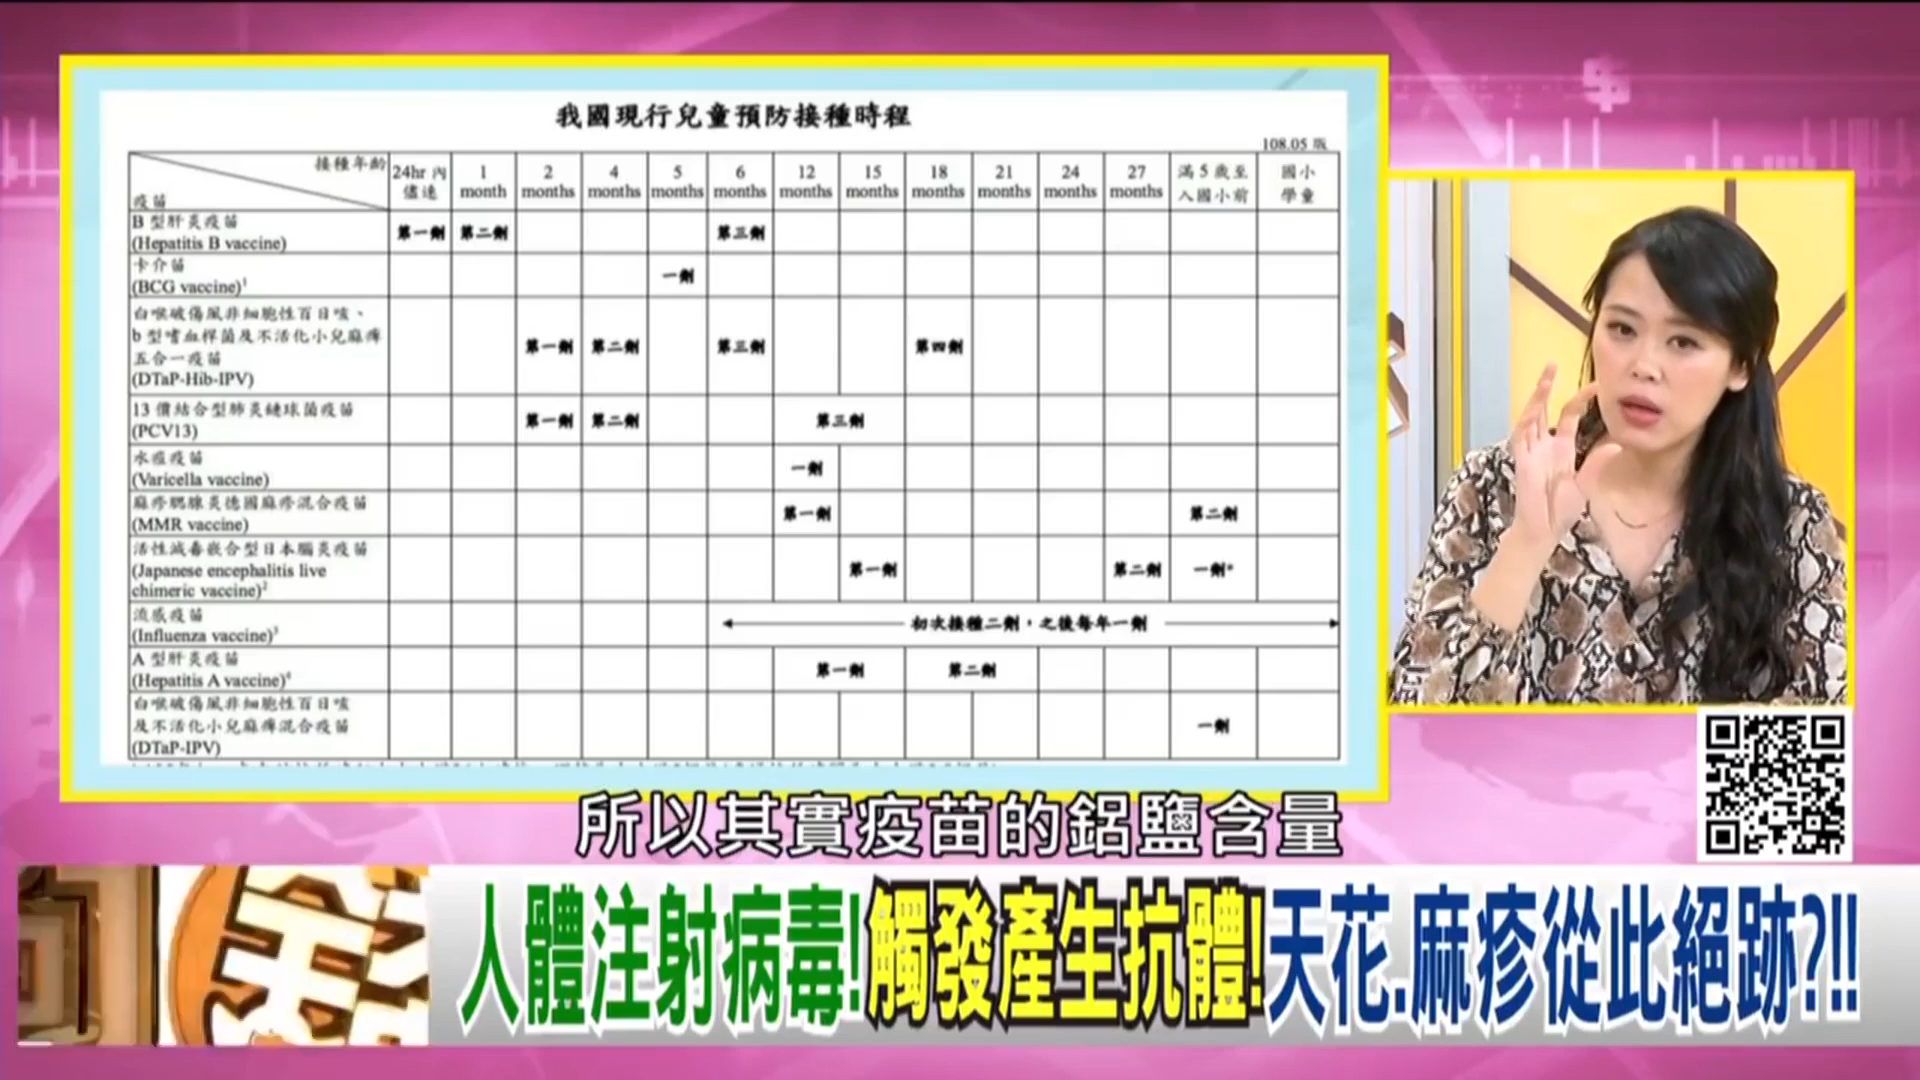 我國現行兒童預防接種時程
108.05 版
接種年齡
疫苗
24hr 內
儘速
1
month
2
months
4
months
5
months
6
months
12
months
15
months
18
months
21
months
24
months
27
months
滿 5 歲至
入國小前
國小
學童
B 型肝炎疫苗
(Hepatitis B vaccine)
第一劑 第二劑 第三劑
卡介苗
(BCG vaccine)1
一劑
白喉破傷風非細胞性百日咳、
b 型嗜血桿菌及不活化小兒麻痺
五合一疫苗
(DTaP-Hib-IPV)
第一劑 第二劑 第三劑 第四劑
13 價結合型肺炎鏈球菌疫苗
(PCV13)
第一劑 第二劑 第三劑
水痘疫苗
(Varicella vaccine)
一劑
麻疹腮腺炎德國麻疹混合疫苗
(MMR vaccine)
第一劑 第二劑
活性減毒嵌合型日本腦炎疫苗
(Japanese encephalitis live
chimeric vaccine)2
第一劑 第二劑 一劑*
流感疫苗
(Influenza vaccine)3
初次接種二劑，之後每年一劑
A 型肝炎疫苗
(Hepatitis A vaccine)4
第一劑 第二劑
白喉破傷風非細胞性百日咳
及不活化小兒麻痺混合疫苗
(DTaP-IPV)
一劑
所以其實疫苗的鋁鹽含量
人體注射病毒!觸發產生抗體!天花.麻疹從此絕跡?!!